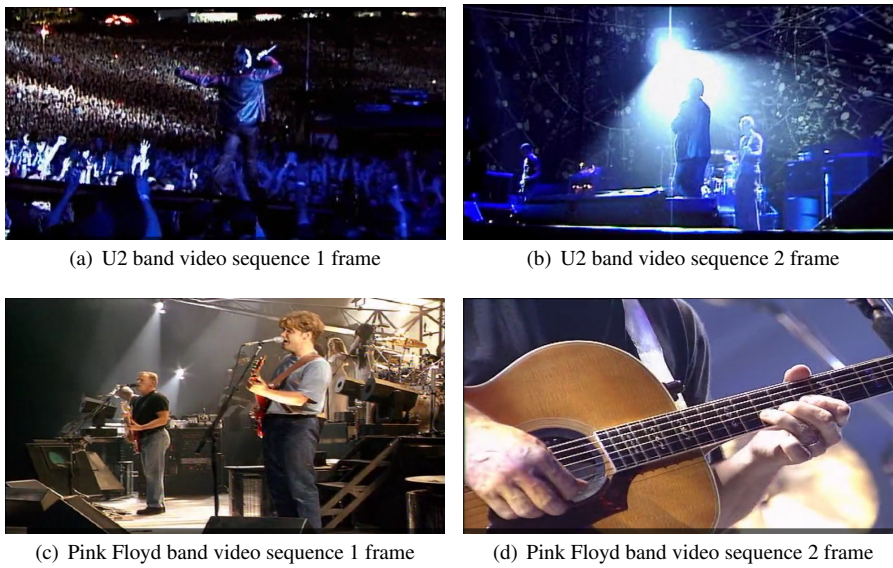 (a) U2 band video sequence 1 frame
(b) U2 band video sequence 2 frame
(c) Pink Floyd band video sequence 1 frame
(d) Pink Floyd band video sequence 2 frame